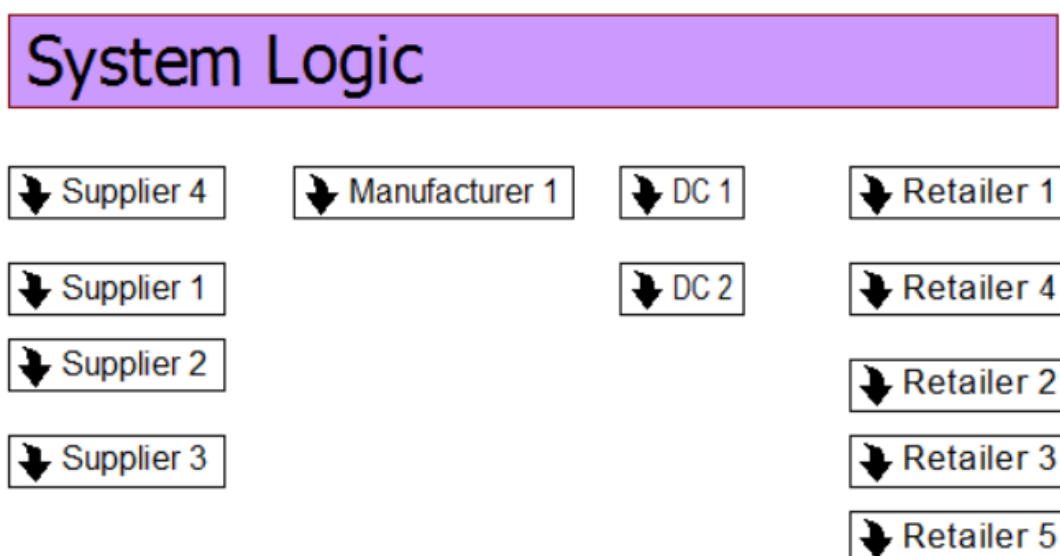 System Logic
Supplier 4
Manufacturer 1
DC 1
Retailer 1
Supplier 1
DC 2
Retailer 4
Supplier 2
Retailer 2
Supplier 3
Retailer 3
Retailer 5